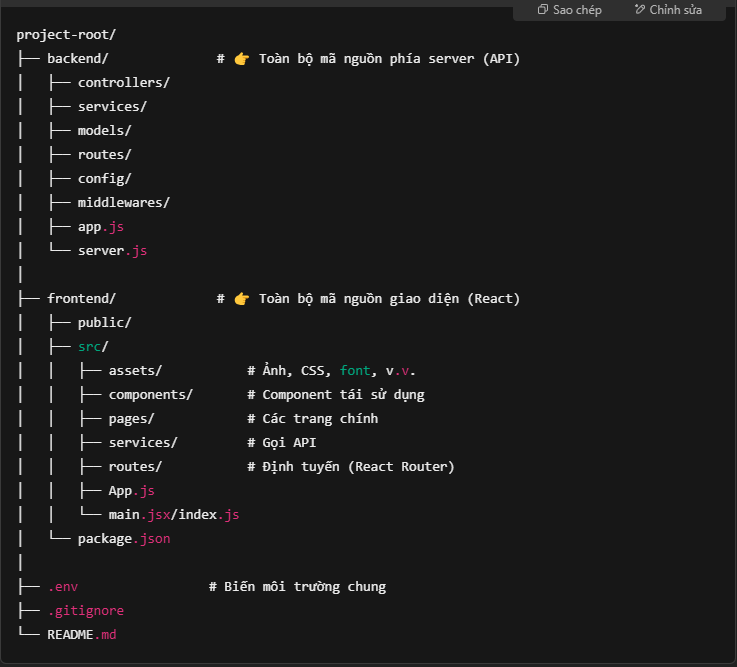 Sao chép Chỉnh sửa
project-root/
├── backend/ # 👉 Toàn bộ mã nguồn phía server (API)
│   ├── controllers/
│   ├── services/
│   ├── models/
│   ├── routes/
│   ├── config/
│   ├── middlewares/
│   ├── app.js
│   └── server.js
│
├── frontend/ # 👉 Toàn bộ mã nguồn giao diện (React)
│   ├── public/
│   ├── src/
│   │   ├── assets/ # Ảnh, CSS, font, v.v.
│   │   ├── components/ # Component tái sử dụng
│   │   ├── pages/ # Các trang chính
│   │   ├── services/ # Gọi API
│   │   ├── routes/ # Định tuyến (React Router)
│   │   ├── App.js
│   │   └── main.jsx/index.js
│   └── package.json
│
├── .env # Biến môi trường chung
├── .gitignore
└── README.md